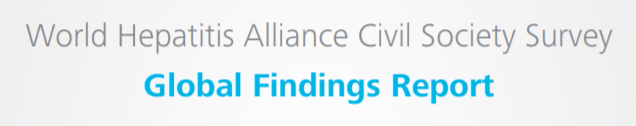 World Hepatitis Alliance Civil Society Survey
Global Findings Report